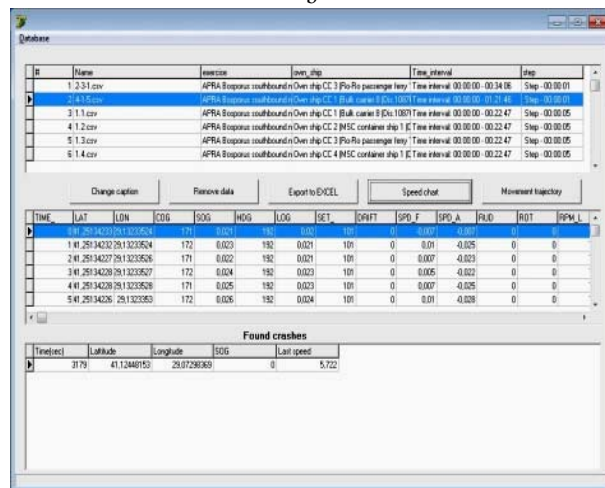 Database
# Name exercise own_ship Time_interval step
1 2-3-1.csv APRA Bosporus southbound n Own ship CC 3 (Ro-Ro passenger ferry Time interval: 00:00:00 - 00:34:06 Step - 00:00:01
2 4-1-5.csv APRA Bosporus southbound n Own ship CC 1 (Bulk carrier 8 (Dis.1087 Time interval: 00:00:00 - 01:21:46 Step - 00:00:01
3 1.1.csv APRA Bosporus southbound n Own ship CC 1 (Bulk carrier 8 (Dis.1087 Time interval: 00:00:00 - 00:22:47 Step - 00:00:05
4 1.2.csv APRA Bosporus southbound n Own ship CC 2 (MSC container ship 1 (D Time interval: 00:00:00 - 00:22:47 Step - 00:00:05
5 1.3.csv APRA Bosporus southbound n Own ship CC 3 (Ro-Ro passenger ferry Time interval: 00:00:00 - 00:22:47 Step - 00:00:05
6 1.4.csv APRA Bosporus southbound n Own ship CC 4 (MSC container ship 1 (D Time interval: 00:00:00 - 00:22:47 Step - 00:00:05
Change caption Remove data Export to EXCEL Speed chart Movement trajectory
TIME_ LAT LON COG SOG HDG LOG SET_ DRIFT SPD_F SPD_A RUD ROT RPM_L
0 41,25134233 29,13233524 171 0,021 192 0,02 101 0 -0,007 -0,007 0 0
1 41,25134232 29,13233524 172 0,023 192 0,021 101 0 0,01 -0,025 0 0
2 41,25134227 29,13233526 171 0,022 192 0,021 101 0 0,007 -0,023 0 0
3 41,25134228 29,13233527 172 0,024 192 0,023 101 0 0,005 -0,022 0 0
4 41,25134228 29,13233528 171 0,025 192 0,023 101 0 0,007 -0,025 0 0
5 41,25134226 29,1323353 172 0,026 192 0,024 101 0 0,01 -0,028 0 0
Found crashes
Time(sec) Latitude Longitude SOG Last speed
3179 41,12448153 29,07298369 0 5,722